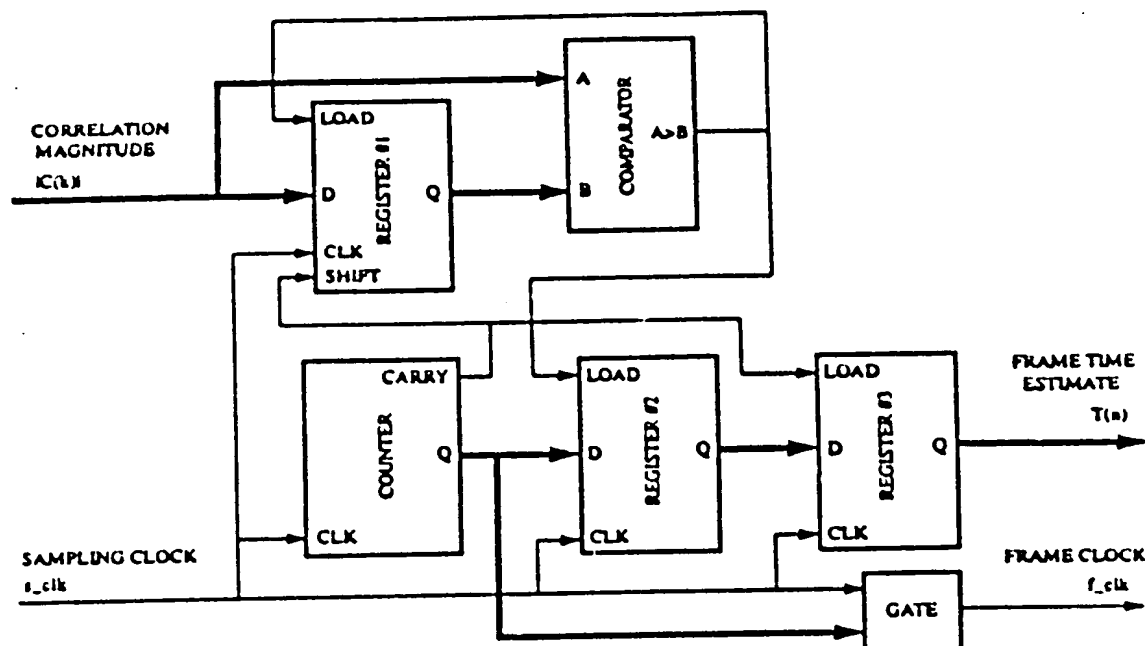 CORRELATION
MAGNITUDE
|C(k)|
LOAD
D
Q
CLK
SHIFT
REGISTER #1
A
B
A>B
COMPARATOR
CARRY
Q
CLK
COUNTER
LOAD
D
Q
CLK
REGISTER #2
LOAD
D
Q
CLK
REGISTER #3
FRAME TIME
ESTIMATE
T(n)
SAMPLING CLOCK
s_clk
GATE
FRAME CLOCK
f_clk